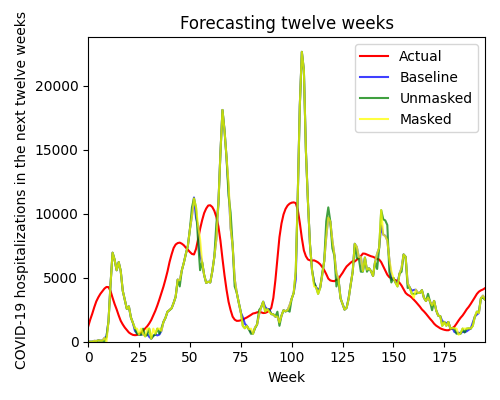 Forecasting twelve weeks
COVID-19 hospitalizations in the next twelve weeks
20000
15000
10000
5000
0
Actual
Baseline
Unmasked
Masked
0 25 50 75 100 125 150 175
Week